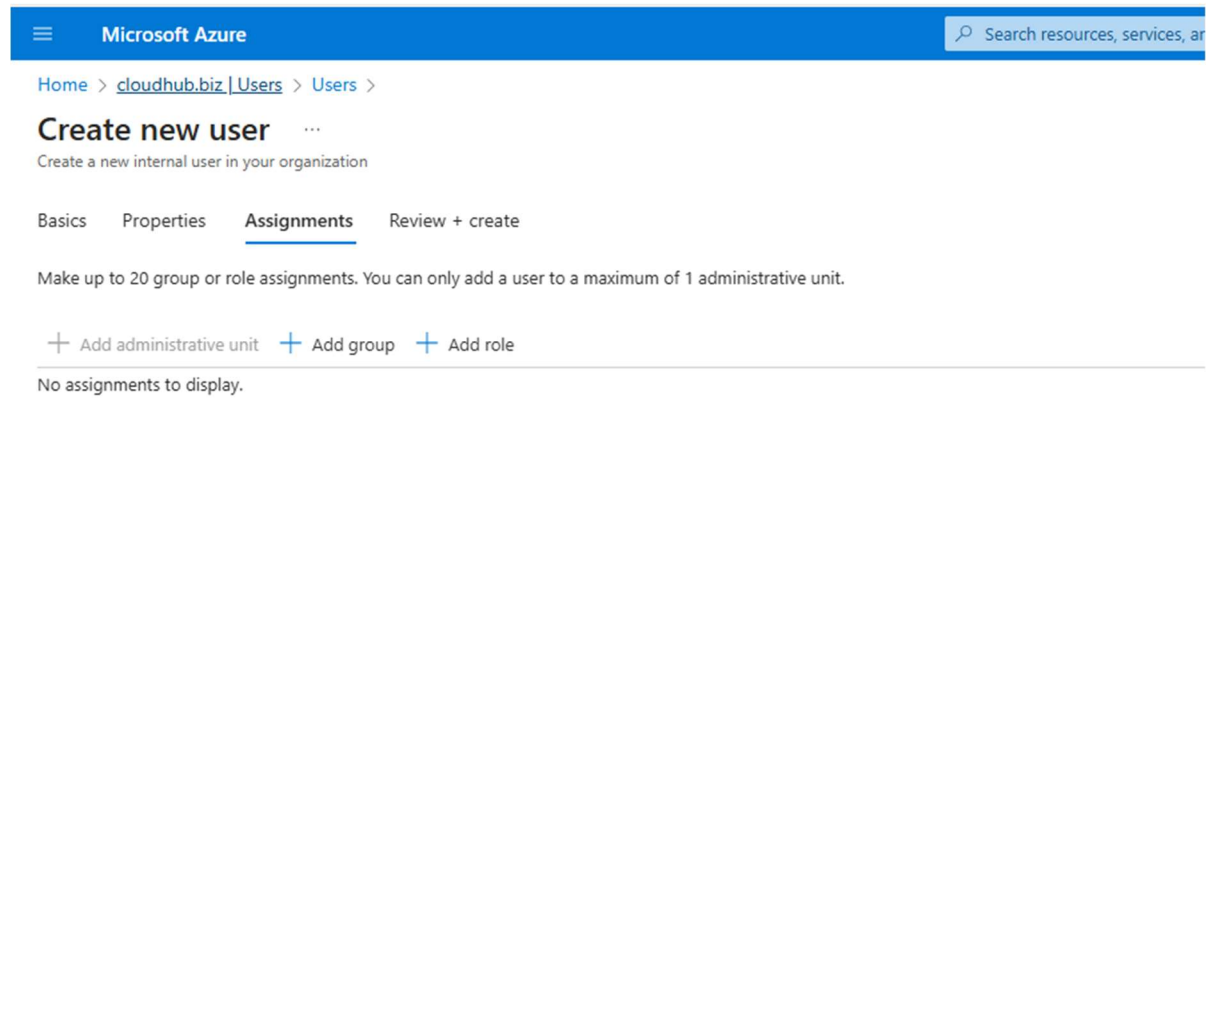 Microsoft Azure
Search resources, services, ar
Home > cloudhub.biz | Users > Users >
Create new user ...
Create a new internal user in your organization
Basics Properties Assignments Review + create
Make up to 20 group or role assignments. You can only add a user to a maximum of 1 administrative unit.
+ Add administrative unit + Add group + Add role
No assignments to display.